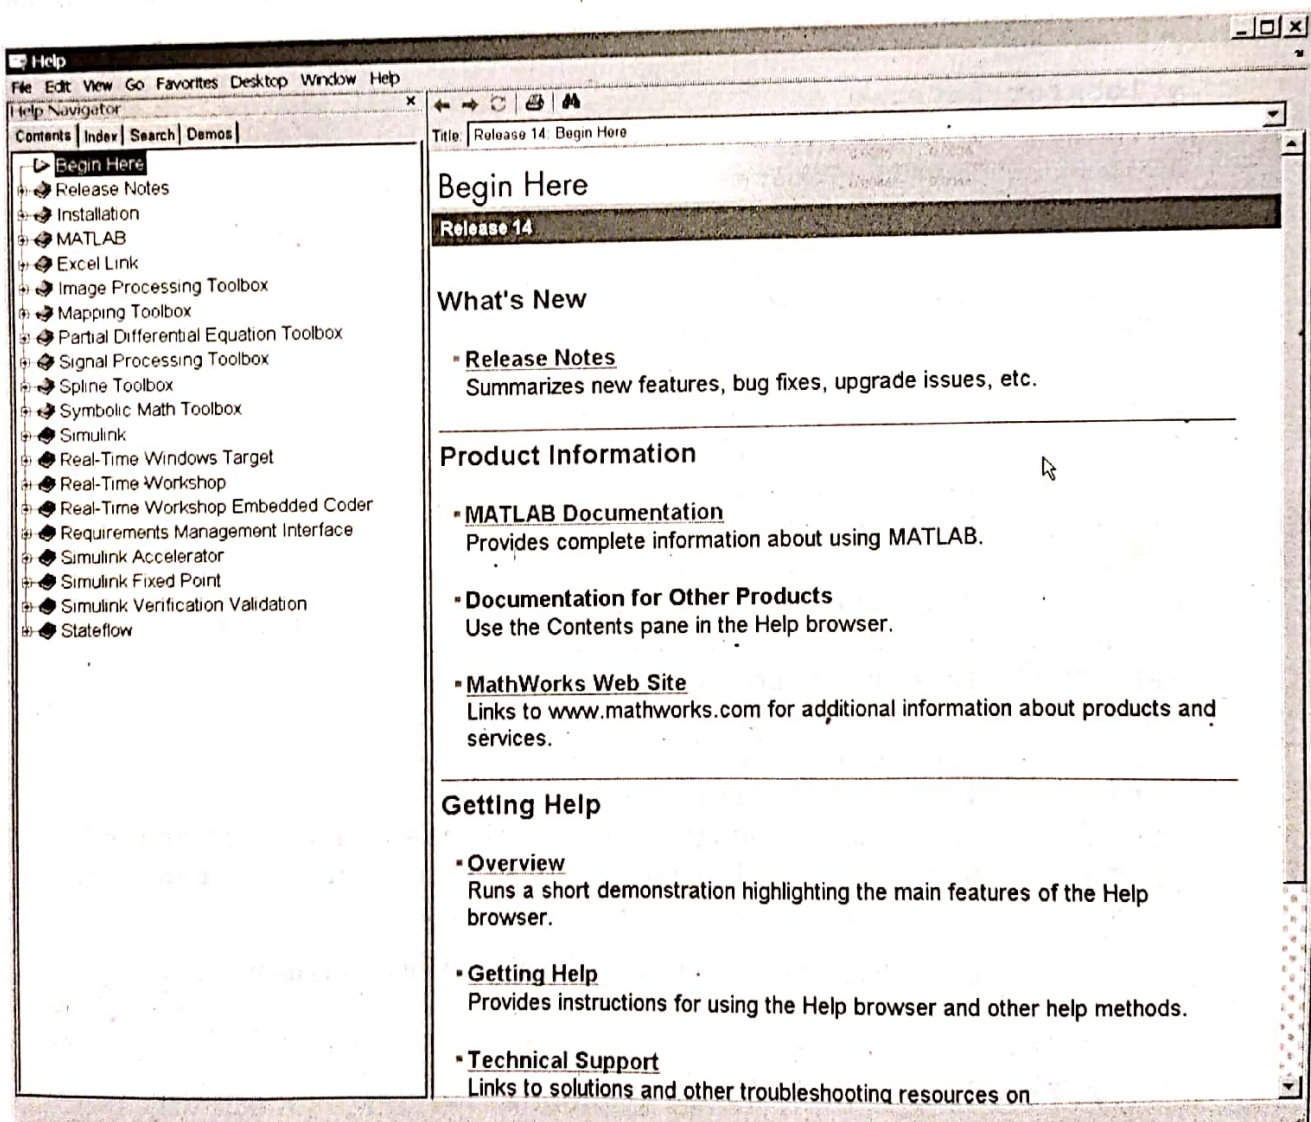 Help
File Edit View Go Favorites Desktop Window Help
Help Navigator
Contents Index Search Demos
Begin Here
Release Notes
Installation
MATLAB
Excel Link
Image Processing Toolbox
Mapping Toolbox
Partial Differential Equation Toolbox
Signal Processing Toolbox
Spline Toolbox
Symbolic Math Toolbox
Simulink
Real-Time Windows Target
Real-Time Workshop
Real-Time Workshop Embedded Coder
Requirements Management Interface
Simulink Accelerator
Simulink Fixed Point
Simulink Verification Validation
Stateflow
Title: Release 14: Begin Here
Begin Here
Release 14
What's New
Release Notes
Summarizes new features, bug fixes, upgrade issues, etc.
Product Information
MATLAB Documentation
Provides complete information about using MATLAB.
Documentation for Other Products
Use the Contents pane in the Help browser.
MathWorks Web Site
Links to www.mathworks.com for additional information about products and
services.
Getting Help
Overview
Runs a short demonstration highlighting the main features of the Help
browser.
Getting Help
Provides instructions for using the Help browser and other help methods.
Technical Support
Links to solutions and other troubleshooting resources on